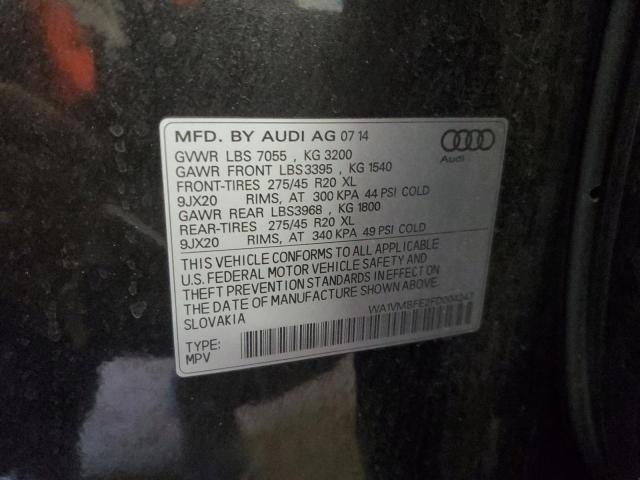 MFD. BY AUDI AG 07 14
GVWR LBS 7055 , KG 3200
GAWR FRONT LBS3395 , KG 1540
FRONT-TIRES 275/45 R20 XL
9JX20 RIMS, AT 300 KPA 44 PSI COLD
GAWR REAR LBS3968 , KG 1800
REAR-TIRES 275/45 R20 XL
9JX20 RIMS, AT 340 KPA 49 PSI COLD
Audi
THIS VEHICLE CONFORMS TO ALL APPLICABLE
U.S. FEDERAL MOTOR VEHICLE SAFETY AND
THEFT PREVENTION STANDARDS IN EFFECT ON
THE DATE OF MANUFACTURE SHOWN ABOVE.
SLOVAKIA
WA1VMBFE2FD004247
TYPE:
MPV